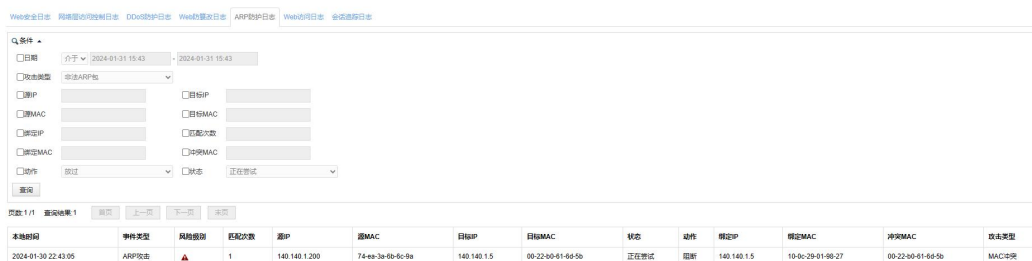 Web安全日志 网络层访问控制日志 DDoS防护日志 Web防篡改日志 ARP防护日志 Web访问日志 会话追踪日志
条件
日期 介于 2024-01-31 15:43 - 2024-01-31 15:43
攻击类型 非法ARP包
源IP 目标IP
源MAC 目标MAC
绑定IP 匹配次数
绑定MAC 冲突MAC
动作 放过 状态 正在尝试
查询
页数:1 /1 查询结果:1 首页 上一页 下一页 末页
本地时间 事件类型 风险级别 匹配次数 源IP 源MAC 目标IP 目标MAC 状态 动作 绑定IP 绑定MAC 冲突MAC 攻击类型
2024-01-30 22:43:05 ARP攻击 1 140.140.1.200 74-ea-3a-6b-6c-9a 140.140.1.5 00-22-b0-61-6d-5b 正在尝试 阻断 140.140.1.5 10-0c-29-01-98-27 00-22-b0-61-6d-5b MAC冲突